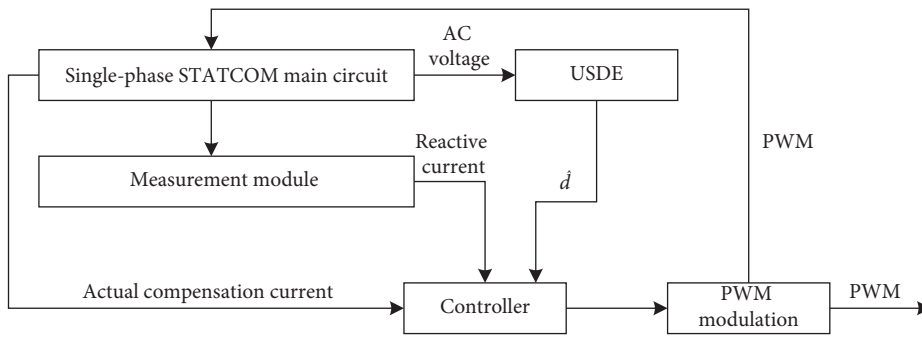 AC
voltage
Single-phase STATCOM main circuit
USDE
PWM
Reactive
current
Measurement module
d̂
Actual compensation current
Controller
PWM
modulation
PWM